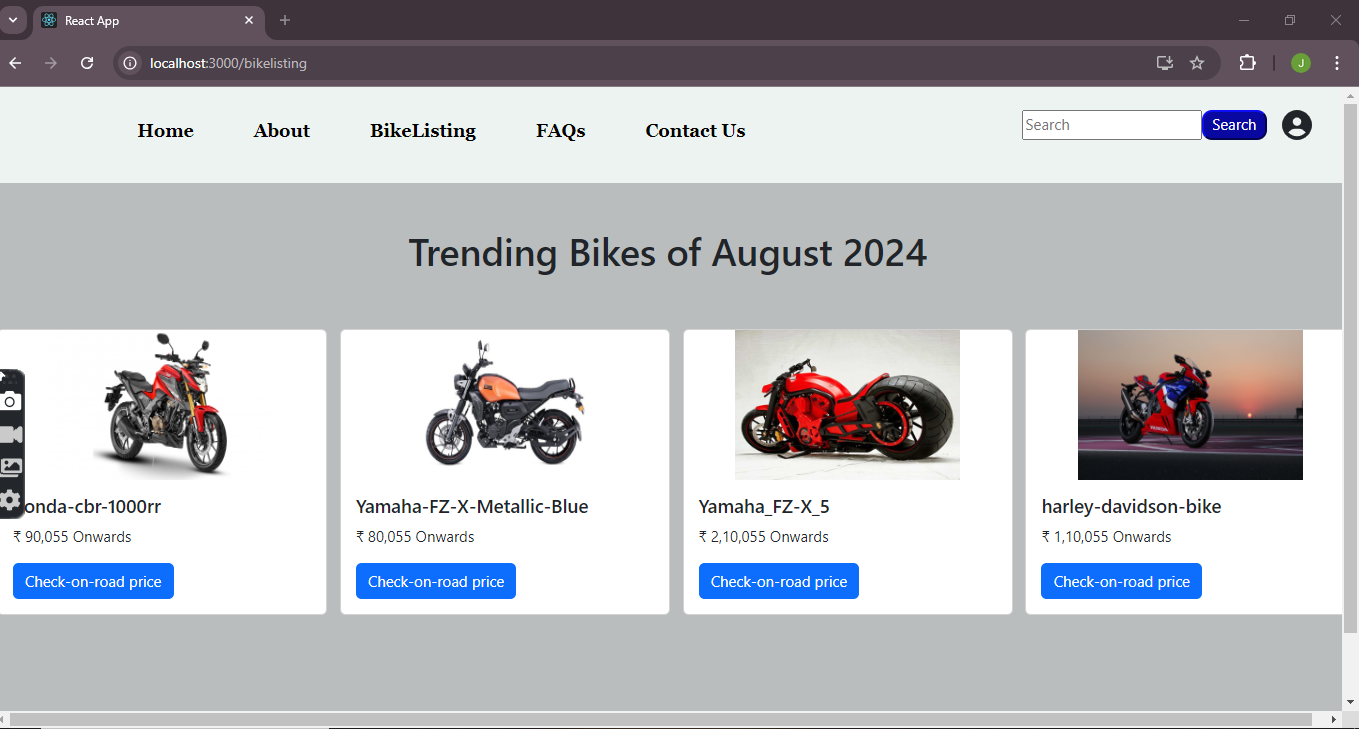 React App
localhost:3000/bikelisting
J
Home About BikeListing FAQs Contact Us Search Search
Trending Bikes of August 2024
onda-cbr-1000rr
₹ 90,055 Onwards
Check-on-road price
Yamaha-FZ-X-Metallic-Blue
₹ 80,055 Onwards
Check-on-road price
Yamaha_FZ-X_5
₹ 2,10,055 Onwards
Check-on-road price
HONDA
harley-davidson-bike
₹ 1,10,055 Onwards
Check-on-road price